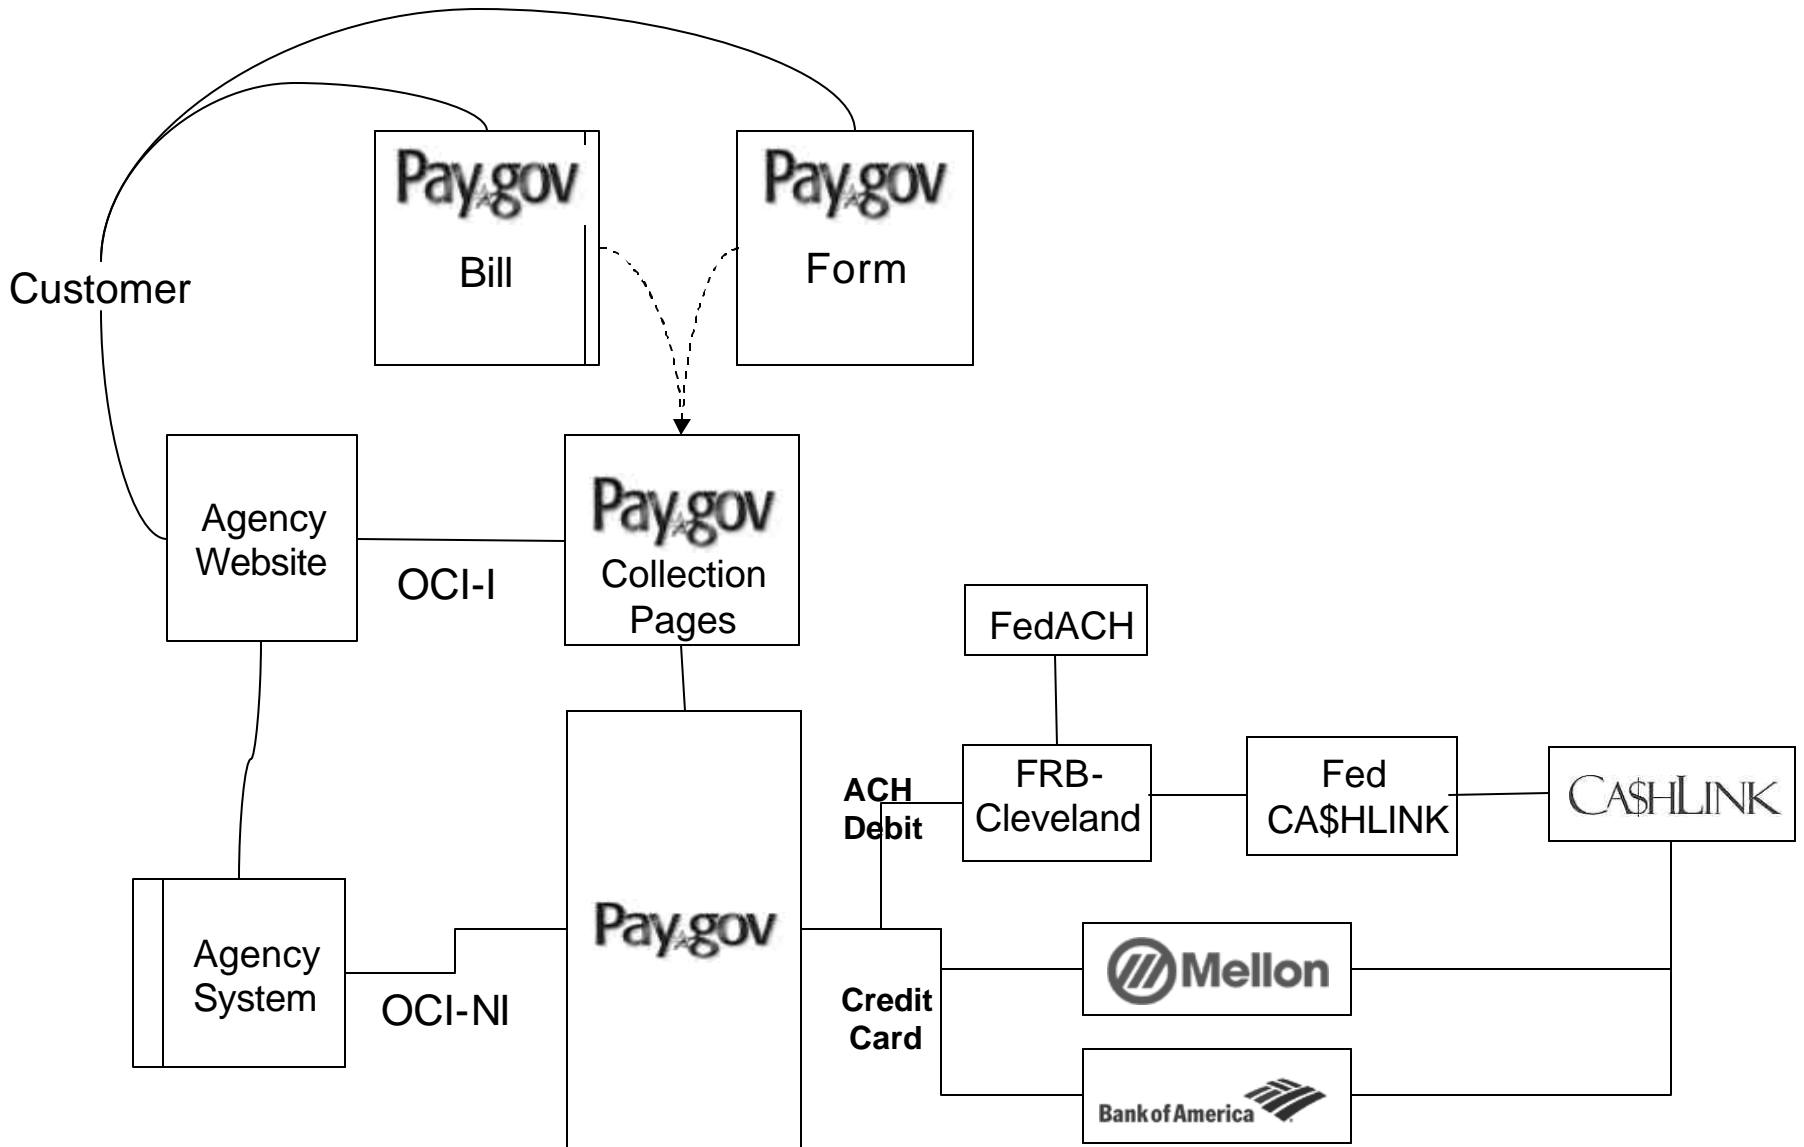 Pay.gov
Bill
Pay.gov
Form
Customer
Agency
Website
OCI-I
Pay.gov
Collection
Pages
FedACH
ACH
Debit
FRB-
Cleveland
Fed
CA$HLINK
CA$HLINK
Agency
System
OCI-NI
Pay.gov
Credit
Card
Mellon
Bank of America